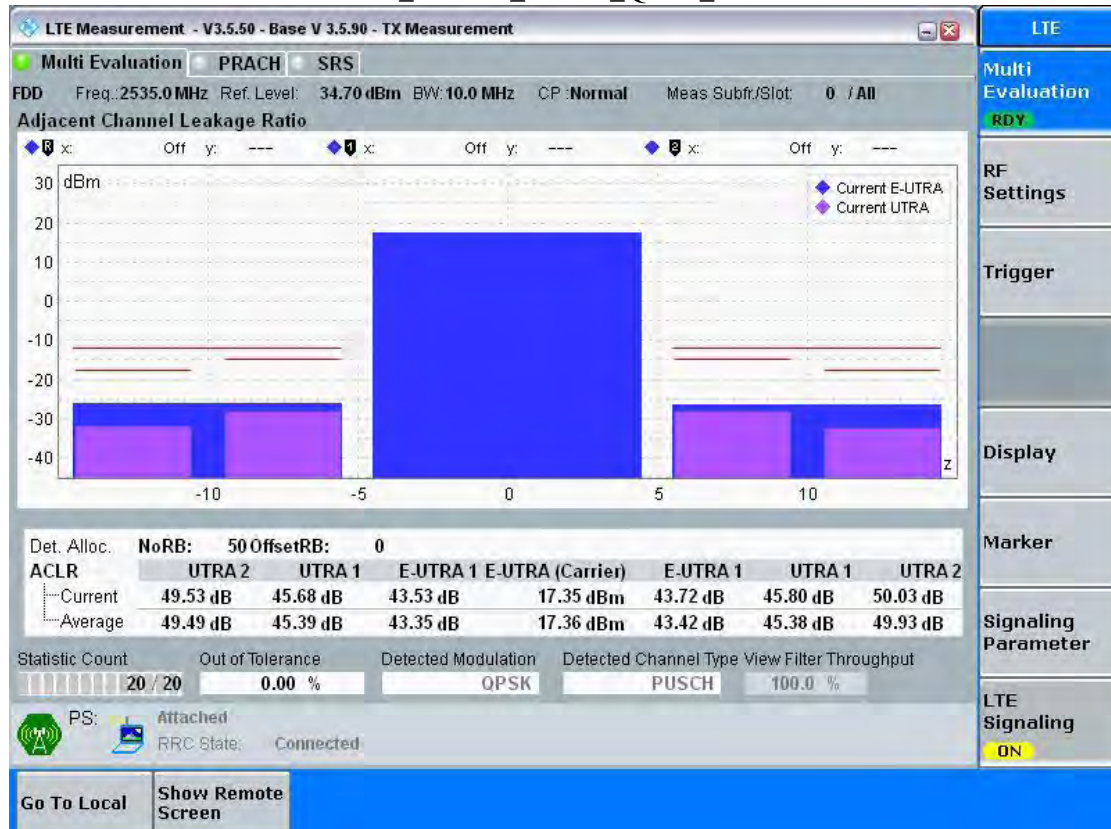 LTE Measurement - V3.5.50 - Base V 3.5.90 - TX Measurement
LTE
Multi Evaluation PRACH SRS
FDD Freq.:2535.0 MHz Ref. Level: 34.70 dBm BW:10.0 MHz CP :Normal Meas Subfr./Slot: 0 / All
Adjacent Channel Leakage Ratio
R x: Off y: --- 1 x: Off y: --- 2 x: Off y: ---
30 dBm
Current E-UTRA
Current UTRA
20
10
0
-10
-20
-30
-40
z
-10 -5 0 5 10
Det. Alloc. NoRB: 50 OffsetRB: 0
ACLR UTRA 2 UTRA 1 E-UTRA 1 E-UTRA (Carrier) E-UTRA 1 UTRA 1 UTRA 2
Current 49.53 dB 45.68 dB 43.53 dB 17.35 dBm 43.72 dB 45.80 dB 50.03 dB
Average 49.49 dB 45.39 dB 43.35 dB 17.36 dBm 43.42 dB 45.38 dB 49.93 dB
Statistic Count Out of Tolerance Detected Modulation Detected Channel Type View Filter Throughput
20 / 20 0.00 % QPSK PUSCH 100.0 %
PS: Attached
RRC State: Connected
Multi
Evaluation
RDY
RF
Settings
Trigger
Display
Marker
Signaling
Parameter
LTE
Signaling
ON
Go To Local
Show Remote
Screen